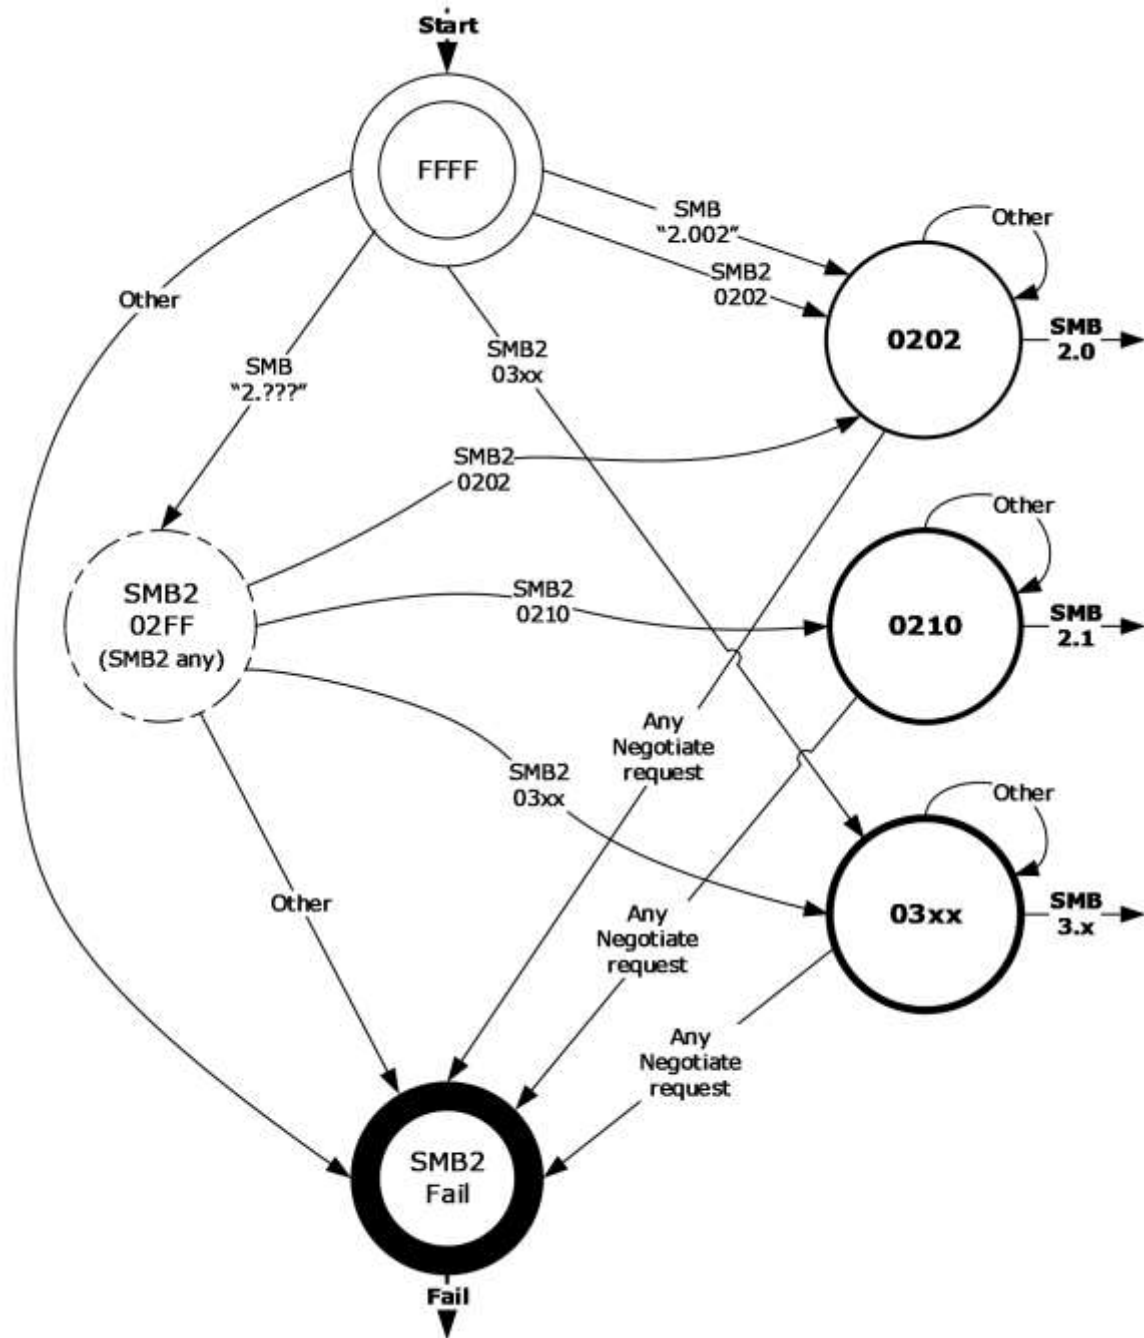 Start
FFFF
SMB
“2.002”
SMB2
0202
Other
0202
SMB
2.0
Other
SMB
“2.???”
SMB2
03xx
SMB2
0202
SMB2
02FF
(SMB2 any)
SMB2
0210
Other
0210
SMB
2.1
Any
Negotiate
request
SMB2
03xx
Other
03xx
SMB
3.x
Other
Any
Negotiate
request
Any
Negotiate
request
SMB2
Fail
Fail